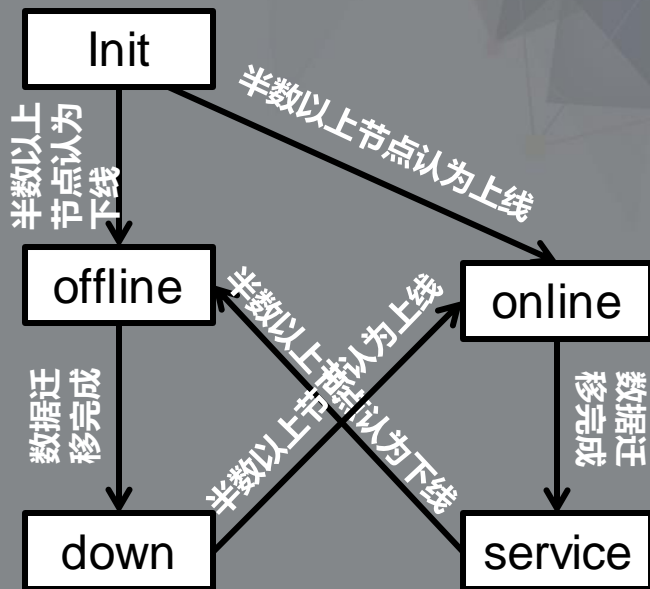 Init
半数以上节点认为上线
半数以上
节点认为
下线
offline
online
半数以上节点认为上线
半数以上节点认为下线
数据迁
移完成
数据迁
移完成
down
service